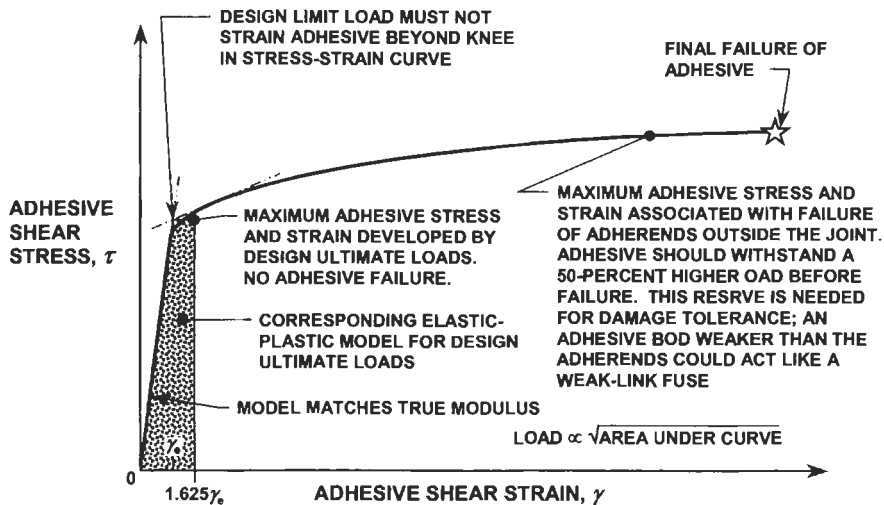 DESIGN LIMIT LOAD MUST NOT
STRAIN ADHESIVE BEYOND KNEE
IN STRESS-STRAIN CURVE
FINAL FAILURE OF
ADHESIVE
ADHESIVE
SHEAR
STRESS, τ
MAXIMUM ADHESIVE STRESS
AND STRAIN DEVELOPED BY
DESIGN ULTIMATE LOADS.
NO ADHESIVE FAILURE.
CORRESPONDING ELASTIC-
PLASTIC MODEL FOR DESIGN
ULTIMATE LOADS
MODEL MATCHES TRUE MODULUS
MAXIMUM ADHESIVE STRESS AND
STRAIN ASSOCIATED WITH FAILURE
OF ADHERENDS OUTSIDE THE JOINT.
ADHESIVE SHOULD WITHSTAND A
50-PERCENT HIGHER OAD BEFORE
FAILURE. THIS RESRVE IS NEEDED
FOR DAMAGE TOLERANCE; AN
ADHESIVE BOD WEAKER THAN THE
ADHERENDS COULD ACT LIKE A
WEAK-LINK FUSE
LOAD ∝ √AREA UNDER CURVE
γe
0
1.625γe
ADHESIVE SHEAR STRAIN, γ